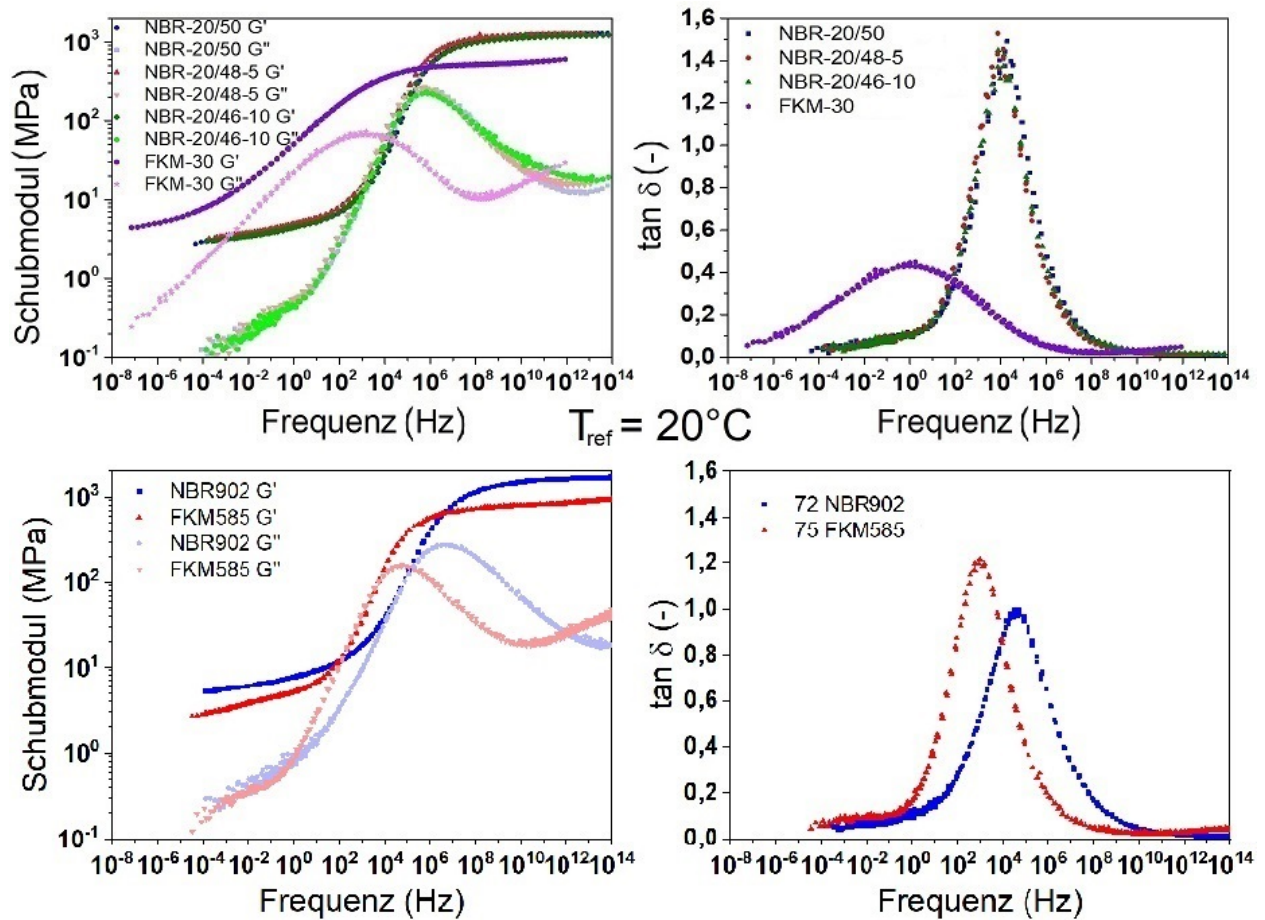 Schubmodul (MPa)
10³
10²
10¹
10⁰
10⁻¹
NBR-20/50 G'
NBR-20/50 G"
NBR-20/48-5 G'
NBR-20/48-5 G"
NBR-20/46-10 G'
NBR-20/46-10 G"
FKM-30 G'
FKM-30 G"
10⁻⁸ 10⁻⁶ 10⁻⁴ 10⁻² 10⁰ 10² 10⁴ 10⁶ 10⁸ 10¹⁰ 10¹² 10¹⁴
Frequenz (Hz)
tan δ (-)
1,6
1,4
1,2
1,0
0,8
0,6
0,4
0,2
0,0
NBR-20/50
NBR-20/48-5
NBR-20/46-10
FKM-30
10⁻⁸ 10⁻⁶ 10⁻⁴ 10⁻² 10⁰ 10² 10⁴ 10⁶ 10⁸ 10¹⁰ 10¹² 10¹⁴
Frequenz (Hz)
Tref = 20°C
Schubmodul (MPa)
10³
10²
10¹
10⁰
10⁻¹
NBR902 G'
FKM585 G'
NBR902 G"
FKM585 G"
10⁻⁸ 10⁻⁶ 10⁻⁴ 10⁻² 10⁰ 10² 10⁴ 10⁶ 10⁸ 10¹⁰ 10¹² 10¹⁴
Frequenz (Hz)
tan δ (-)
1,6
1,4
1,2
1,0
0,8
0,6
0,4
0,2
0.0
72 NBR902
75 FKM585
10⁻⁸ 10⁻⁶ 10⁻⁴ 10⁻² 10⁰ 10² 10⁴ 10⁶ 10⁸ 10¹⁰ 10¹² 10¹⁴
Frequenz (Hz)